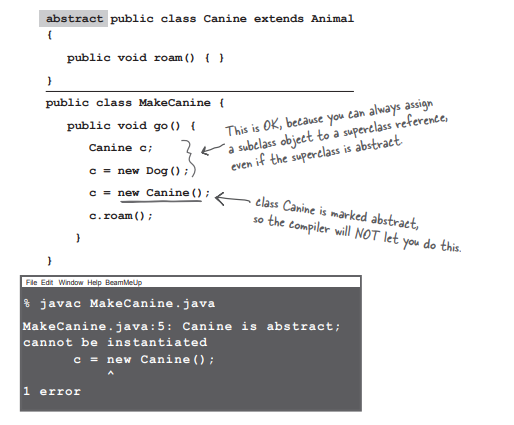 abstract public class Canine extends Animal
{
public void roam() { }
}
public class MakeCanine {
public void go() {
Canine c;
c = new Dog();
c = new Canine();
c.roam();
}
}
This is OK, because you can always assign
a subclass object to a superclass reference,
even if the superclass is abstract.
class Canine is marked abstract,
so the compiler will NOT let you do this.
File Edit Window Help BeamMeUp
% javac MakeCanine.java
MakeCanine.java:5: Canine is abstract;
cannot be instantiated
c = new Canine();
^
1 error